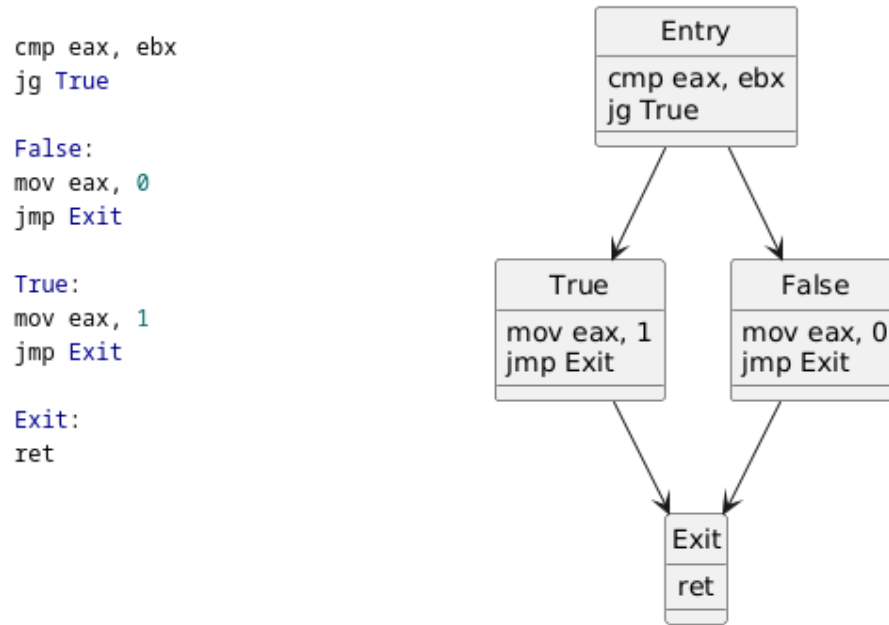 cmp eax, ebx
jg True
False:
mov eax, 0
jmp Exit
True:
mov eax, 1
jmp Exit
Exit:
ret
Entry
cmp eax, ebx
jg True
True
mov eax, 1
jmp Exit
False
mov eax, 0
jmp Exit
Exit
ret